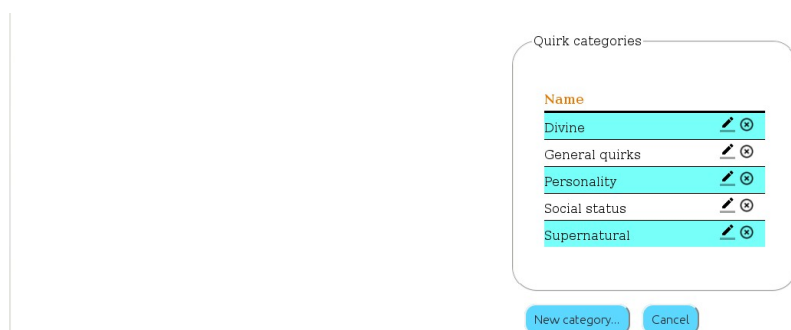 Quirk categories
Name
Divine
General quirks
Personality
Social status
Supernatural
New category... Cancel